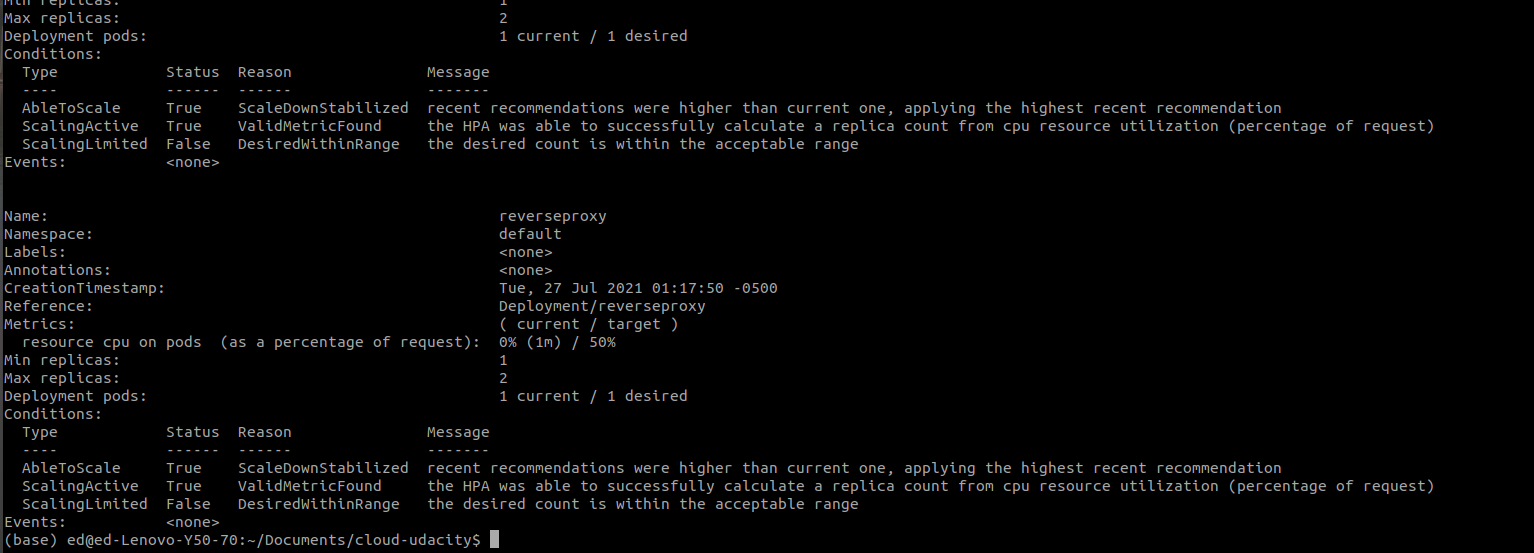 Min replicas:                                          1
Max replicas:                                          2
Deployment pods:                                       1 current / 1 desired
Conditions:
  Type            Status  Reason               Message
  ----            ------  ------               -------
  AbleToScale     True    ScaleDownStabilized  recent recommendations were higher than current one, applying the highest recent recommendation
  ScalingActive   True    ValidMetricFound     the HPA was able to successfully calculate a replica count from cpu resource utilization (percentage of request)
  ScalingLimited  False   DesiredWithinRange   the desired count is within the acceptable range
Events:           <none>
Name:                                                  reverseproxy
Namespace:                                             default
Labels:                                                <none>
Annotations:                                           <none>
CreationTimestamp:                                     Tue, 27 Jul 2021 01:17:50 -0500
Reference:                                             Deployment/reverseproxy
Metrics:                                               ( current / target )
  resource cpu on pods  (as a percentage of request):  0% (1m) / 50%
Min replicas:                                          1
Max replicas:                                          2
Deployment pods:                                       1 current / 1 desired
Conditions:
  Type            Status  Reason               Message
  ----            ------  ------               -------
  AbleToScale     True    ScaleDownStabilized  recent recommendations were higher than current one, applying the highest recent recommendation
  ScalingActive   True    ValidMetricFound     the HPA was able to successfully calculate a replica count from cpu resource utilization (percentage of request)
  ScalingLimited  False   DesiredWithinRange   the desired count is within the acceptable range
Events:           <none>
(base) ed@ed-Lenovo-Y50-70:~/Documents/cloud-udacity$